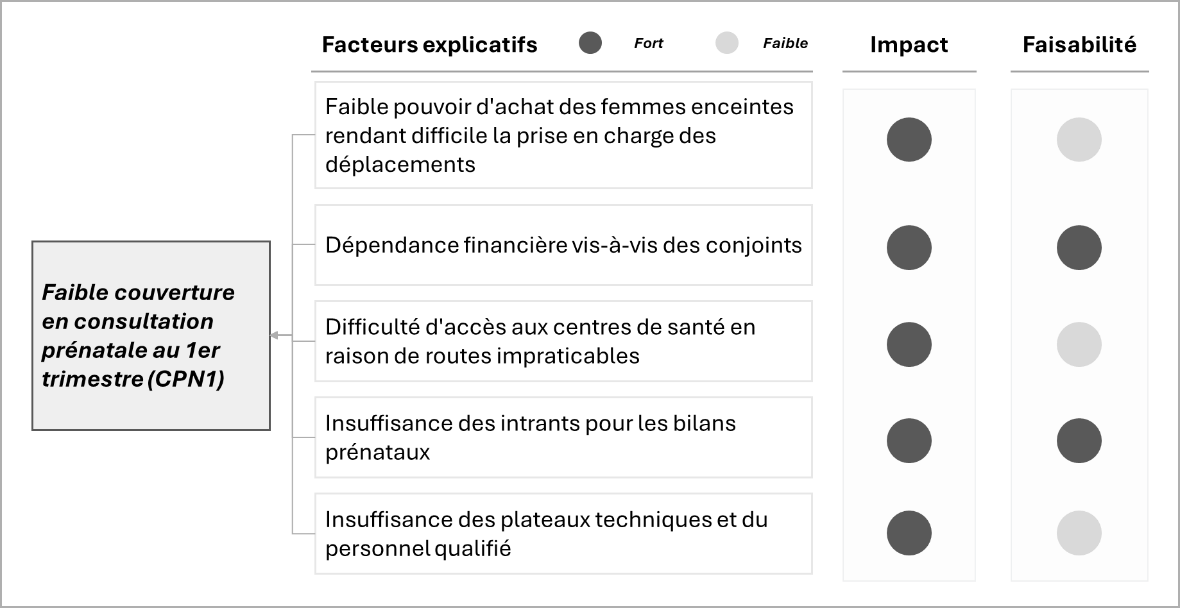 Facteurs explicatifs
Fort
Faible
Impact
Faisabilité
Faible pouvoir d'achat des femmes enceintes
rendant difficile la prise en charge des
déplacements
Dépendance financière vis-à-vis des conjoints
Faible couverture
en consultation
prénatale au 1er
trimestre (CPN1)
Difficulté d'accès aux centres de santé en
raison de routes impraticables
Insuffisance des intrants pour les bilans
prénataux
Insuffisance des plateaux techniques et du
personnel qualifié